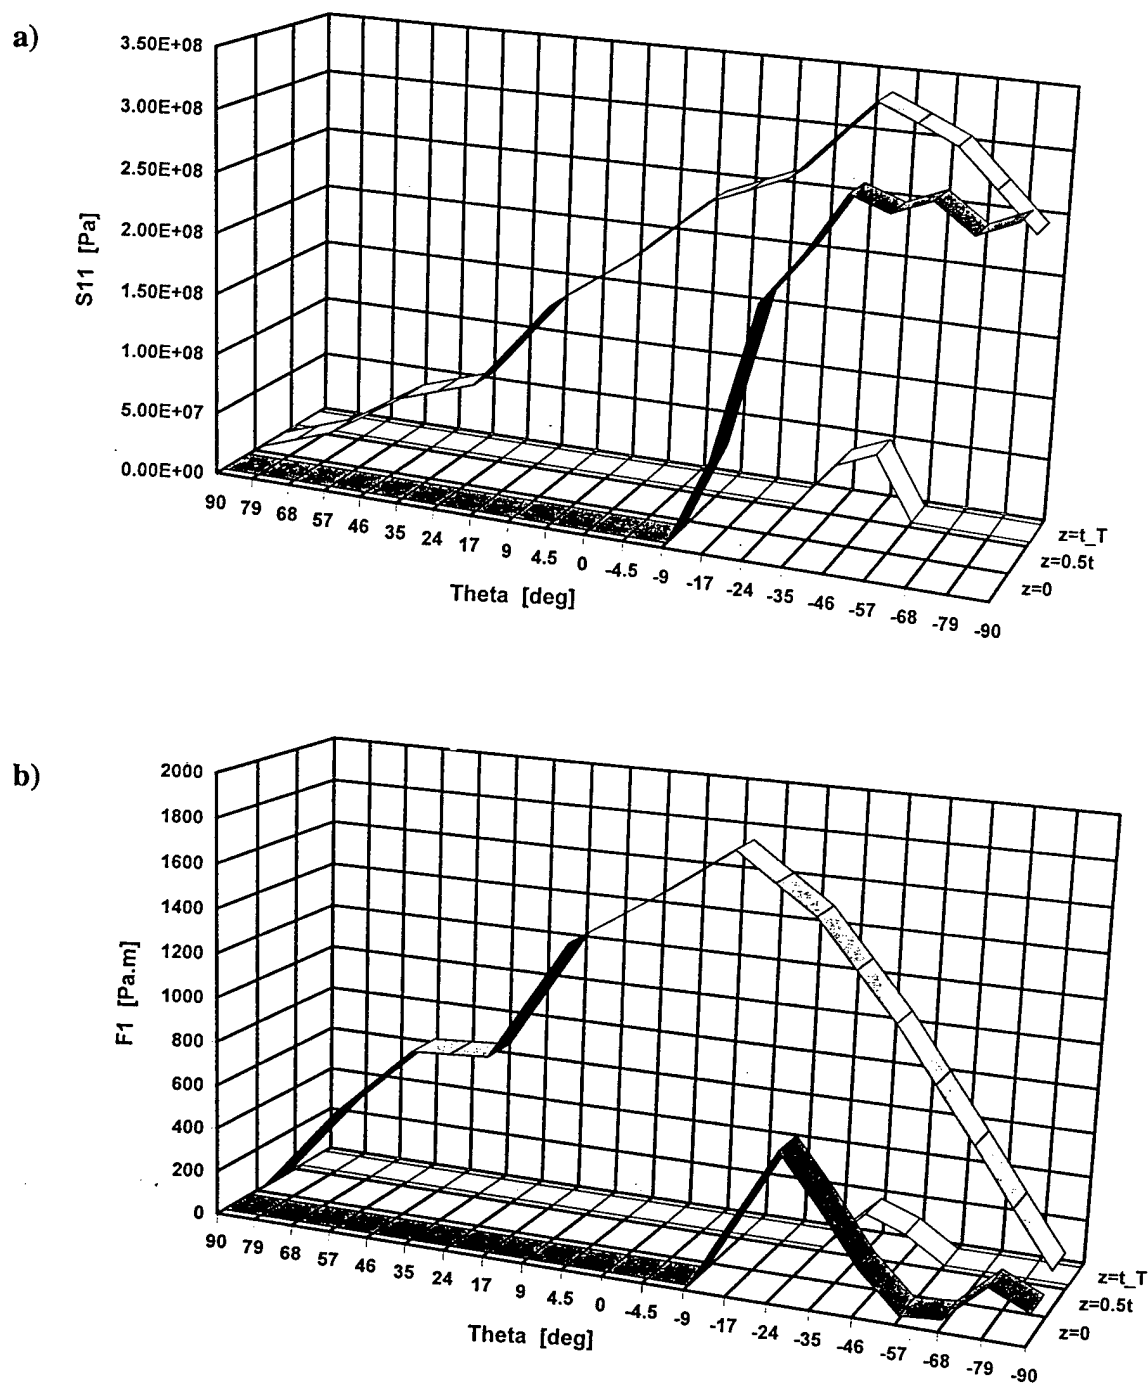 a)
3.50E+08
3.00E+08
2.50E+08
2.00E+08
1.50E+08
1.00E+08
5.00E+07
0.00E+00
S11 [Pa]
90 79 68 57 46 35 24 17 9 4.5 0 -4.5 -9 -17 -24 -35 -46 -57 -68 -79 -90
Theta [deg]
z=t_T
z=0.5t
z=0
b)
2000
1800
1600
1400
1200
1000
800
600
400
200
0
F1 [Pa.m]
90 79 68 57 46 35 24 17 9 4.5 0 -4.5 -9 -17 -24 -35 -46 -57 -68 -79 -90
Theta [deg]
z=t_T
z=0.5t
z=0